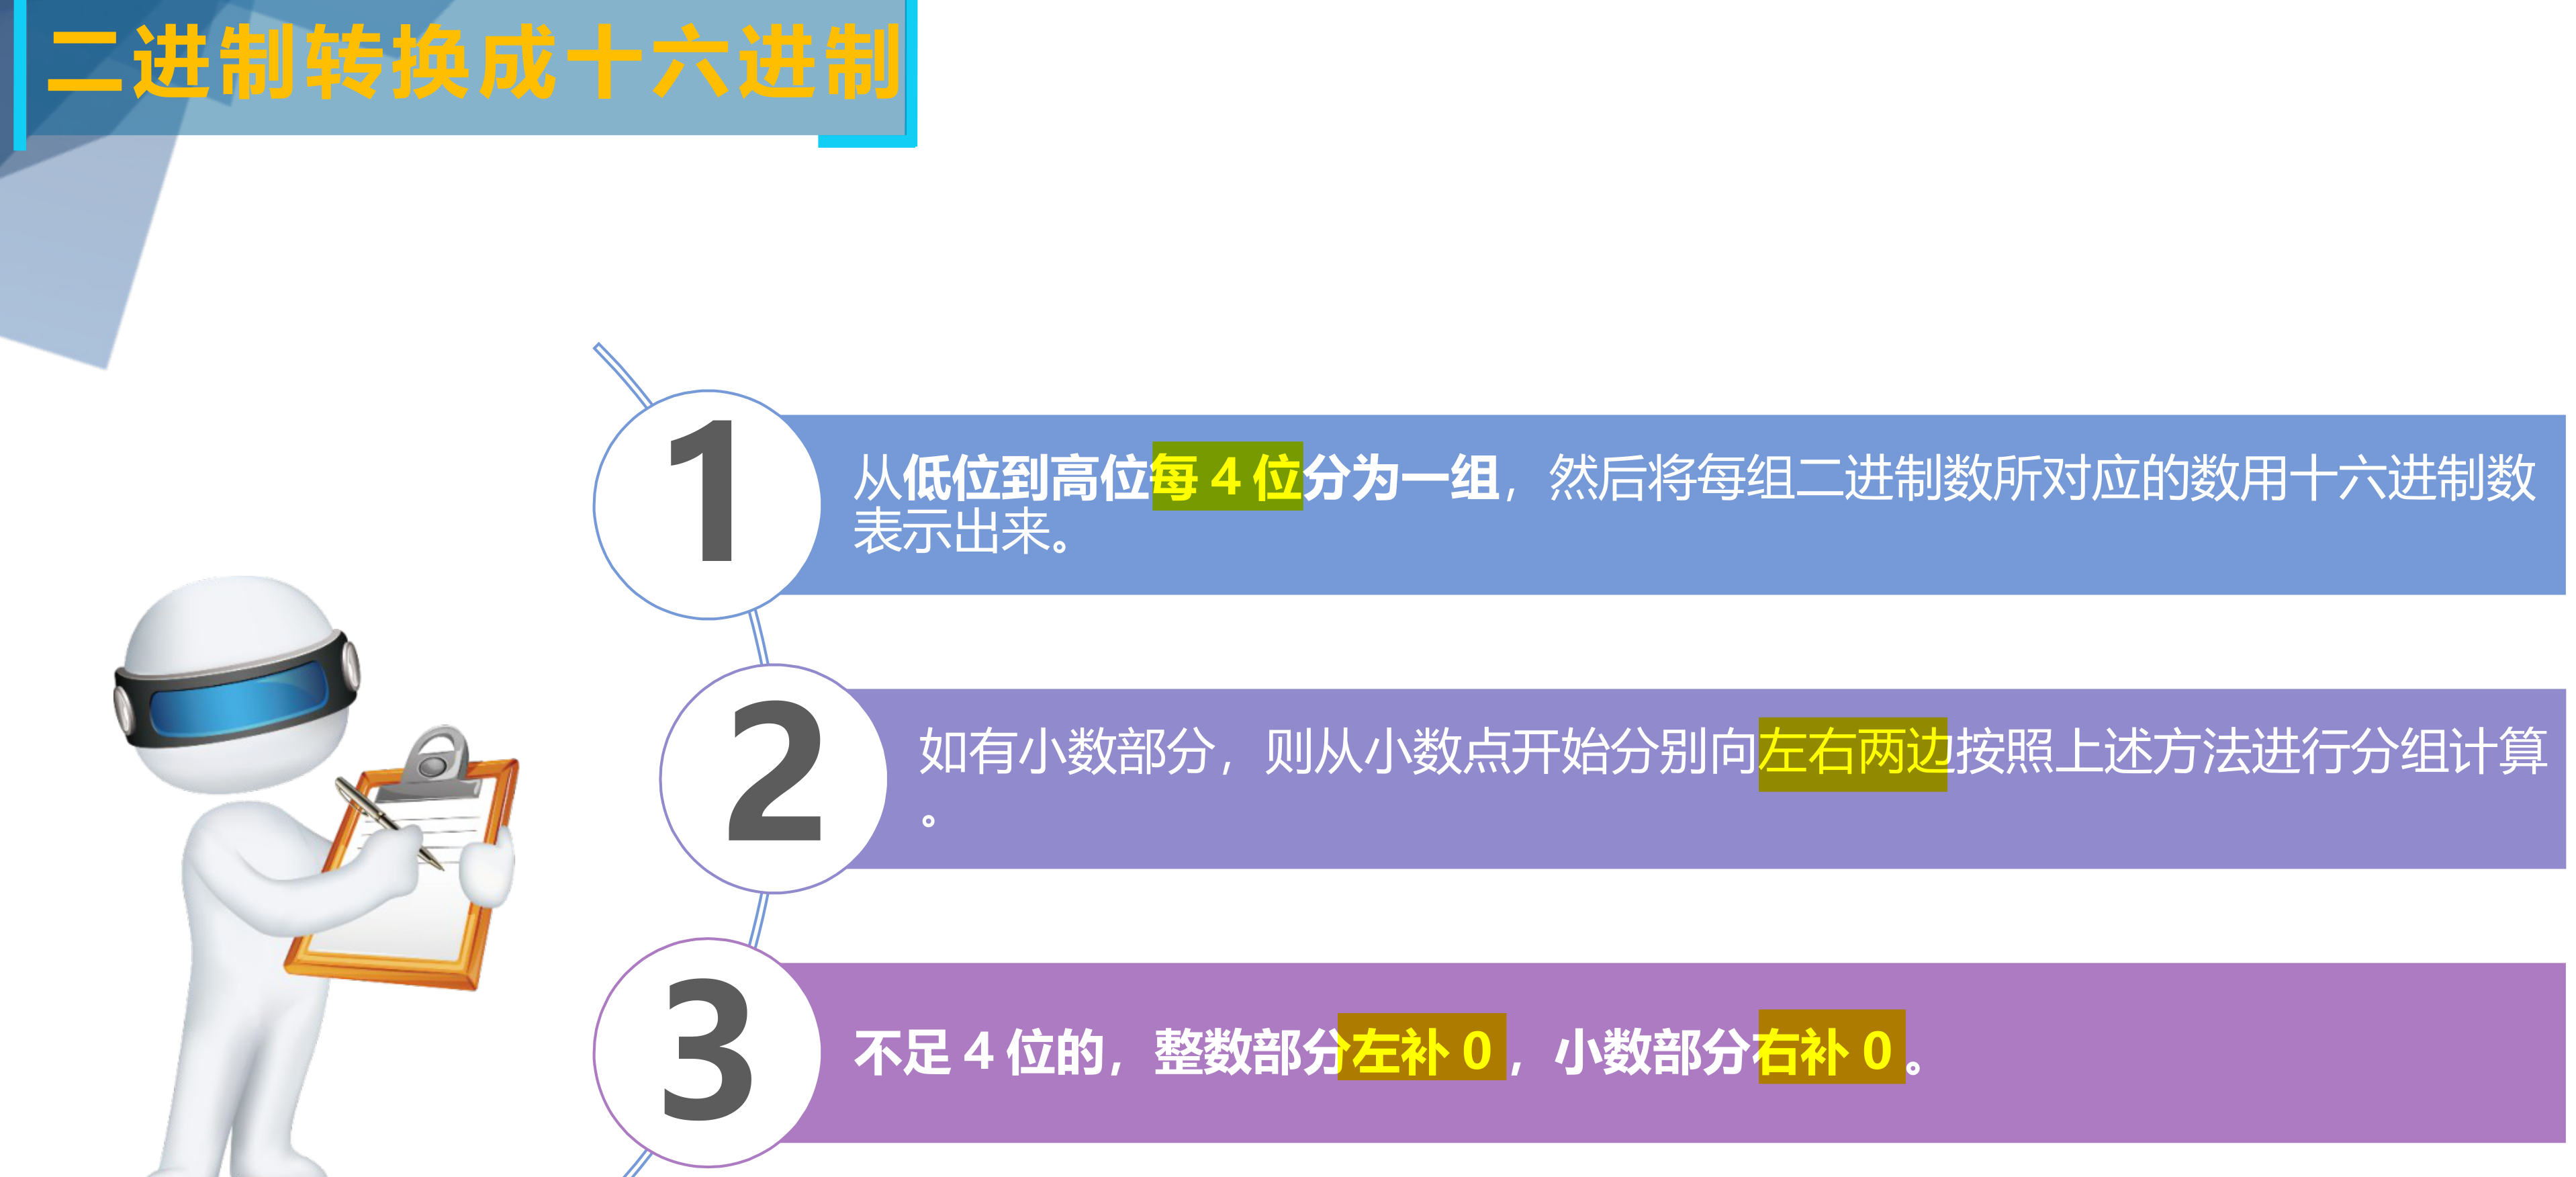 二进制转换成十六进制
1
从低位到高位每4位分为一组，然后将每组二进制数所对应的数用十六进制数
表示出来。
2
如有小数部分，则从小数点开始分别向左右两边按照上述方法进行分组计算
。
3
不足4位的，整数部分左补0，小数部分右补0。